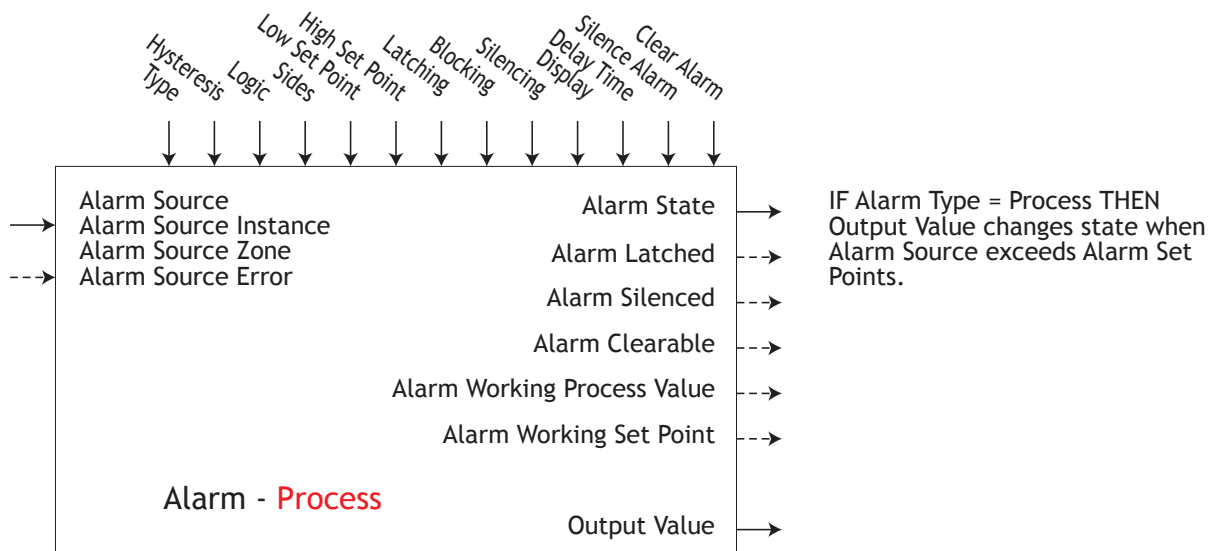 Type
Hysteresis
Logic
Sides
Low Set Point
High Set Point
Latching
Blocking
Silencing
Display
Delay Time
Silence Alarm
Clear Alarm
Alarm Source
Alarm Source Instance
Alarm Source Zone
Alarm Source Error
Alarm State
Alarm Latched
Alarm Silenced
Alarm Clearable
Alarm Working Process Value
Alarm Working Set Point
Alarm - Process
Output Value
IF Alarm Type = Process THEN
Output Value changes state when
Alarm Source exceeds Alarm Set
Points.